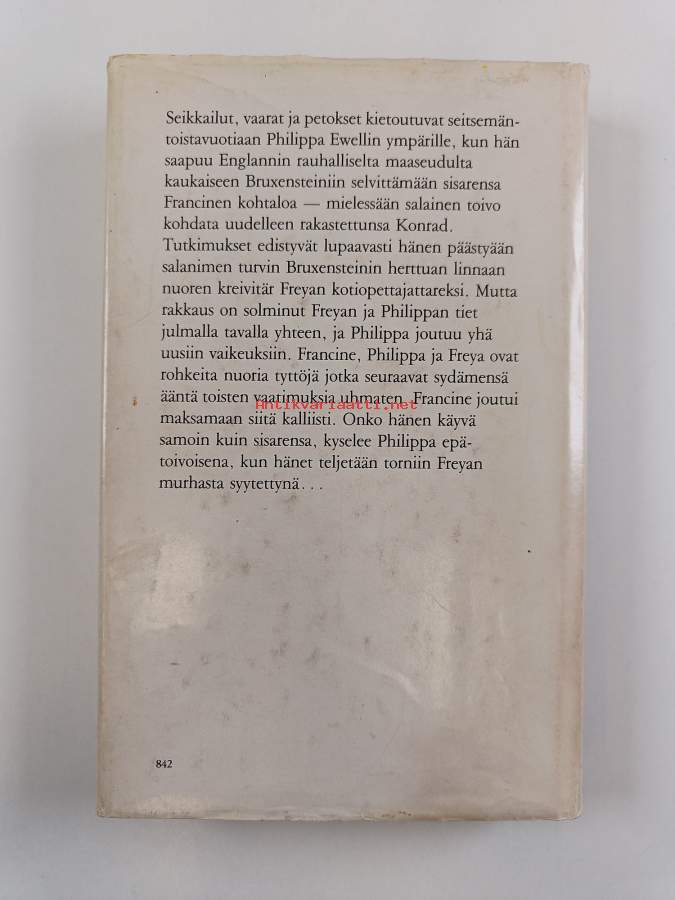 Seikkailut, vaarat ja petokset kietoutuvat seitsemän-
toistavuotiaan Philippa Ewellin ympärille, kun hän
saapuu Englannin rauhalliselta maaseudulta
kaukaiseen Bruxensteiniin selvittämään sisarensa
Francinen kohtaloa — mielessään salainen toivo
kohdata uudelleen rakastettunsa Konrad.
Tutkimukset edistyvät lupaavasti hänen päästyään
salanimen turvin Bruxensteinin herttuan linnaan
nuoren kreivitär Freyan kotiopettajattareksi. Mutta
rakkaus on solminut Freyan ja Philippan tiet
julmalla tavalla yhteen, ja Philippa joutuu yhä
uusiin vaikeuksiin. Francine, Philippa ja Freya ovat
rohkeita nuoria tyttöjä jotka seuraavat sydämensä
ääntä toisten vaatimuksia uhmaten. Francine joutui
Antikvariaatti.net
maksamaan siitä kalliisti. Onko hänen käyvä
samoin kuin sisarensa, kyselee Philippa epä-
toivoisena, kun hänet teljetään torniin Freyan
murhasta syytettynä...
842